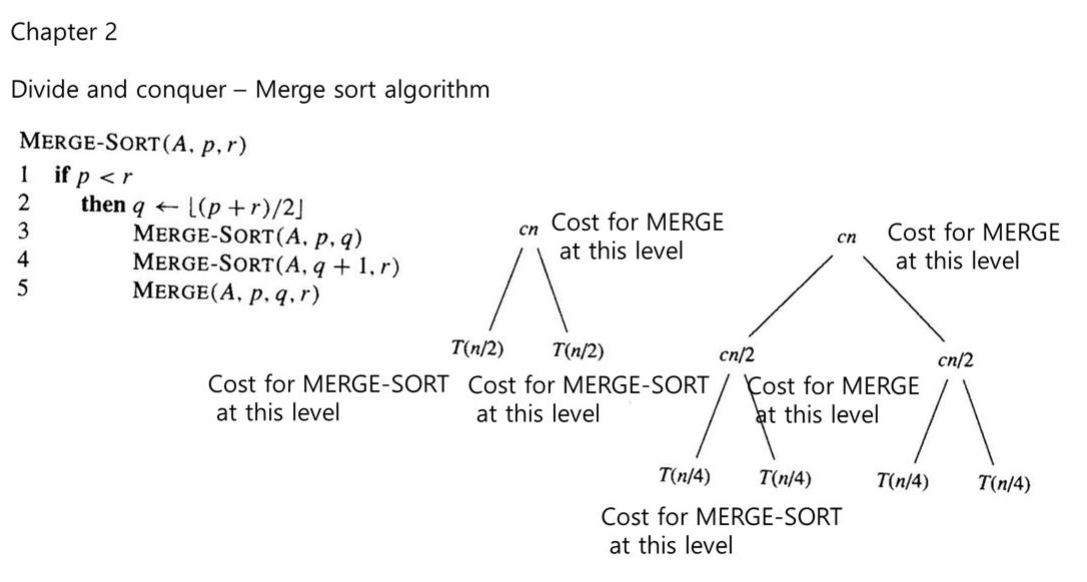 Chapter 2
Divide and conquer – Merge sort algorithm
MERGE-SORT(A, p, r)
1 if p < r
2 then q ← ⌊(p + r)/2⌋
3 MERGE-SORT(A, p, q)
4 MERGE-SORT(A, q + 1, r)
5 MERGE(A, p, q, r)
cn Cost for MERGE
at this level
T(n/2) T(n/2)
Cost for MERGE-SORT
at this level
Cost for MERGE-SORT
at this level
cn Cost for MERGE
at this level
cn/2 cn/2
Cost for MERGE
at this level
T(n/4) T(n/4) T(n/4) T(n/4)
Cost for MERGE-SORT
at this level